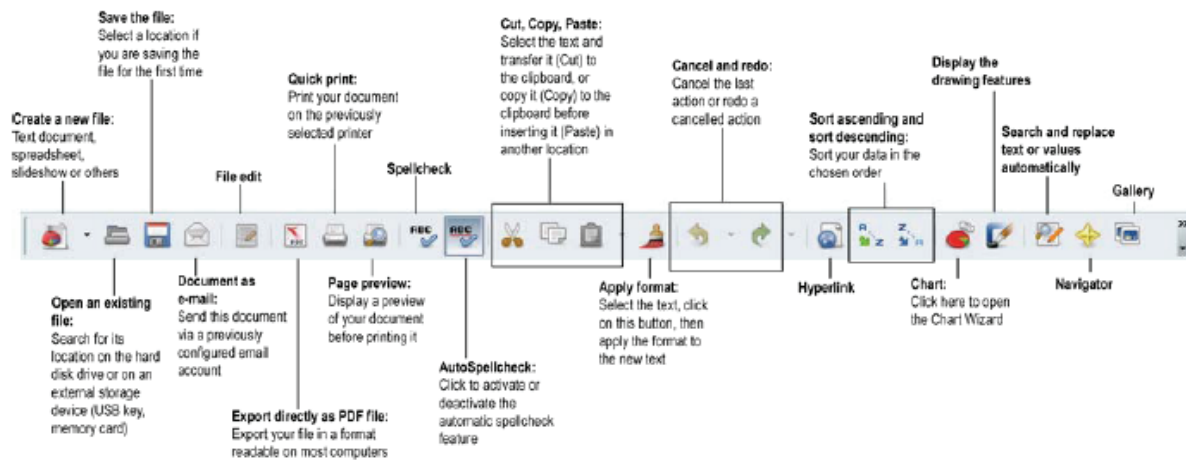 Save the file:
Select a location if
you are saving the
file for the first time
Create a new file:
Text document,
spreadsheet,
slideshow or others
File edit
Quick print:
Print your document
on the previously
selected printer
Spellcheck
Cut, Copy, Paste:
Select the text and
transfer it (Cut) to
the clipboard, or
copy it (Copy) to the
clipboard before
inserting it (Paste) in
another location
Cancel and redo:
Cancel the last
action or redo a
cancelled action
Sort ascending and
sort descending:
Sort your data in the
chosen order
Display the
drawing features
Search and replace
text or values
automatically
Gallery
PDF
ABC
ABC
A
Z
Z
A
Open an existing
file:
Search for its
location on the hard
disk drive or on an
external storage
device (USB key,
memory card)
Document as
e-mail:
Send this document
via a previously
configured email
account
Export directly as PDF file:
Export your file in a format
readable on most computers
Page preview:
Display a preview
of your document
before printing it
AutoSpellcheck:
Click to activate or
deactivate the
automatic spellcheck
feature
Apply format:
Select the text, click
on this button, then
apply the format to
the new text
Hyperlink
Chart:
Click here to open
the Chart Wizard
Navigator